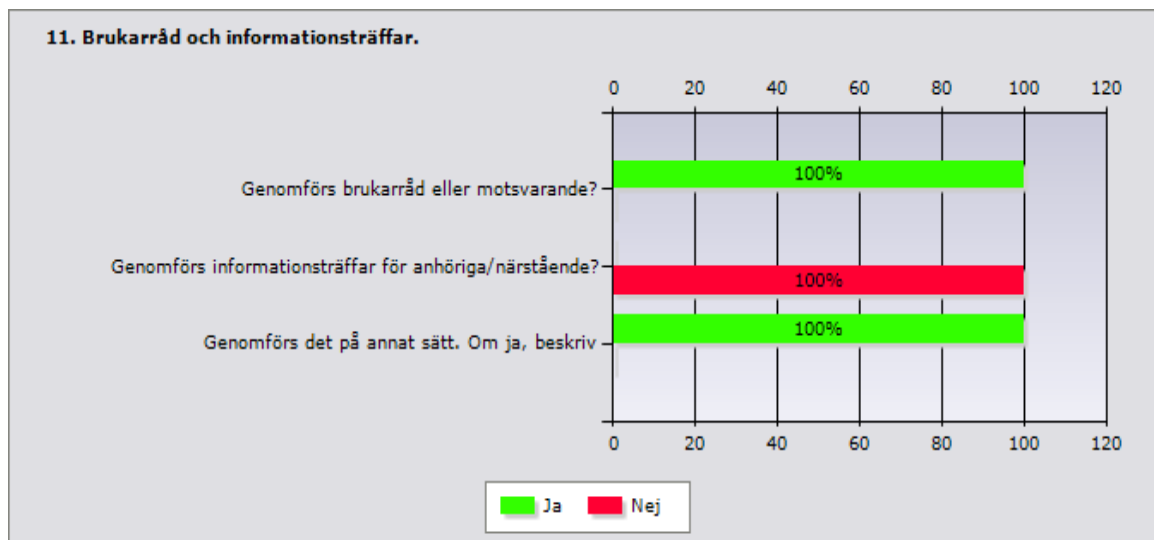 11. Brukarråd och informationsträffar.
0 20 40 60 80 100 120
Genomförs brukarråd eller motsvarande?
100%
Genomförs informationsträffar för anhöriga/närstående?
100%
Genomförs det på annat sätt. Om ja, beskriv
100%
0 20 40 60 80 100 120
Ja Nej